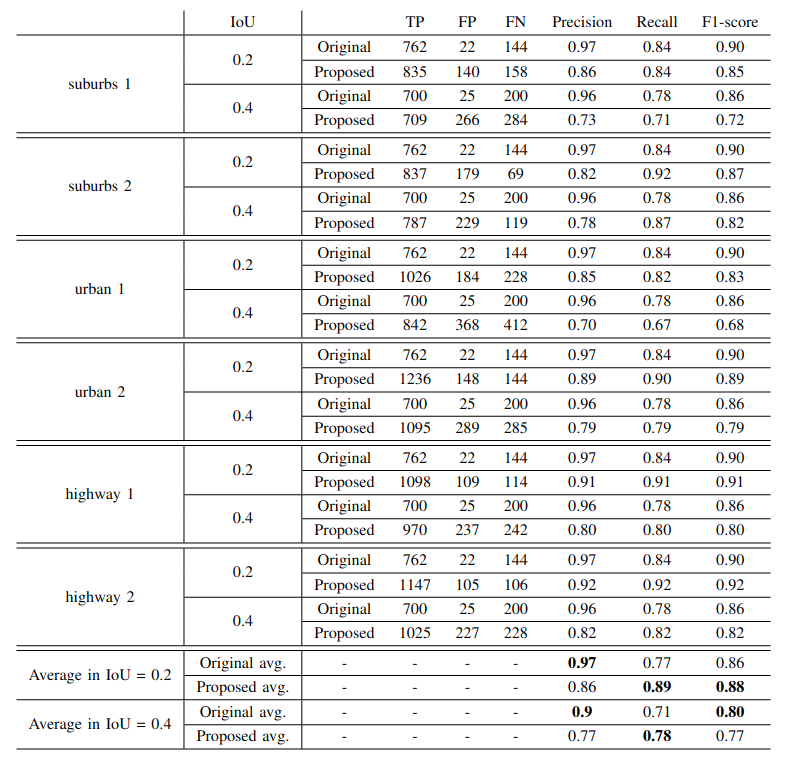 IoU TP FP FN Precision Recall F1-score
suburbs 1 0.2 Original 762 22 144 0.97 0.84 0.90
Proposed 835 140 158 0.86 0.84 0.85
0.4 Original 700 25 200 0.96 0.78 0.86
Proposed 709 266 284 0.73 0.71 0.72
suburbs 2 0.2 Original 762 22 144 0.97 0.84 0.90
Proposed 837 179 69 0.82 0.92 0.87
0.4 Original 700 25 200 0.96 0.78 0.86
Proposed 787 229 119 0.78 0.87 0.82
urban 1 0.2 Original 762 22 144 0.97 0.84 0.90
Proposed 1026 184 228 0.85 0.82 0.83
0.4 Original 700 25 200 0.96 0.78 0.86
Proposed 842 368 412 0.70 0.67 0.68
urban 2 0.2 Original 762 22 144 0.97 0.84 0.90
Proposed 1236 148 144 0.89 0.90 0.89
0.4 Original 700 25 200 0.96 0.78 0.86
Proposed 1095 289 285 0.79 0.79 0.79
highway 1 0.2 Original 762 22 144 0.97 0.84 0.90
Proposed 1098 109 114 0.91 0.91 0.91
0.4 Original 700 25 200 0.96 0.78 0.86
Proposed 970 237 242 0.80 0.80 0.80
highway 2 0.2 Original 762 22 144 0.97 0.84 0.90
Proposed 1147 105 106 0.92 0.92 0.92
0.4 Original 700 25 200 0.96 0.78 0.86
Proposed 1025 227 228 0.82 0.82 0.82
Average in IoU = 0.2 Original avg. - - - - 0.97 0.77 0.86
Proposed avg. - - - - 0.86 0.89 0.88
Average in IoU = 0.4 Original avg. - - - - 0.9 0.71 0.80
Proposed avg. - - - - 0.77 0.78 0.77